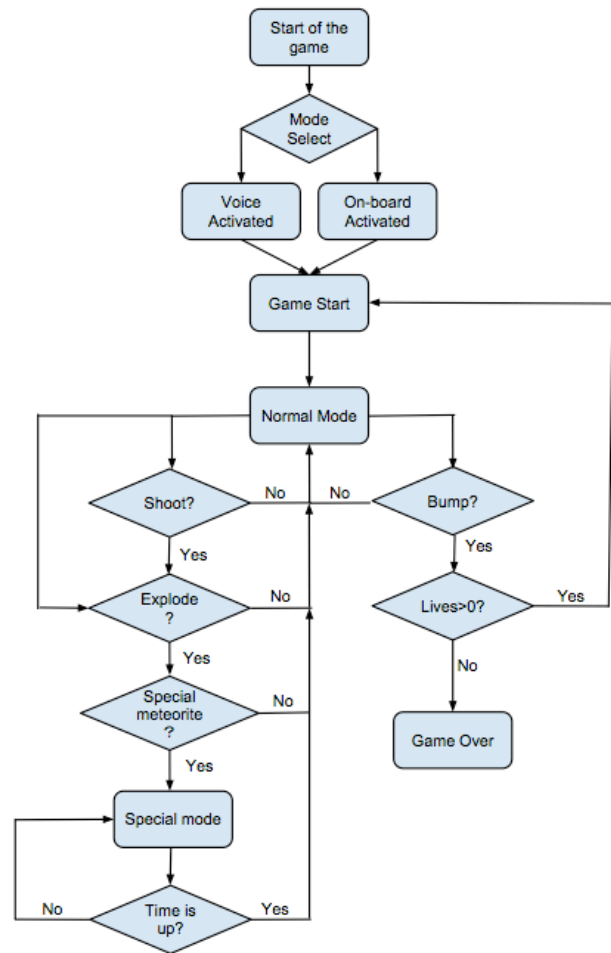 Start of the
game
Mode
Select
Voice
Activated
On-board
Activated
Game Start
Normal Mode
Shoot?
No
No
Bump?
Yes
Yes
Explode
?
No
Lives>0?
Yes
Yes
No
Special
meteorite
?
No
Game Over
Yes
Special mode
No
Time is
up?
Yes